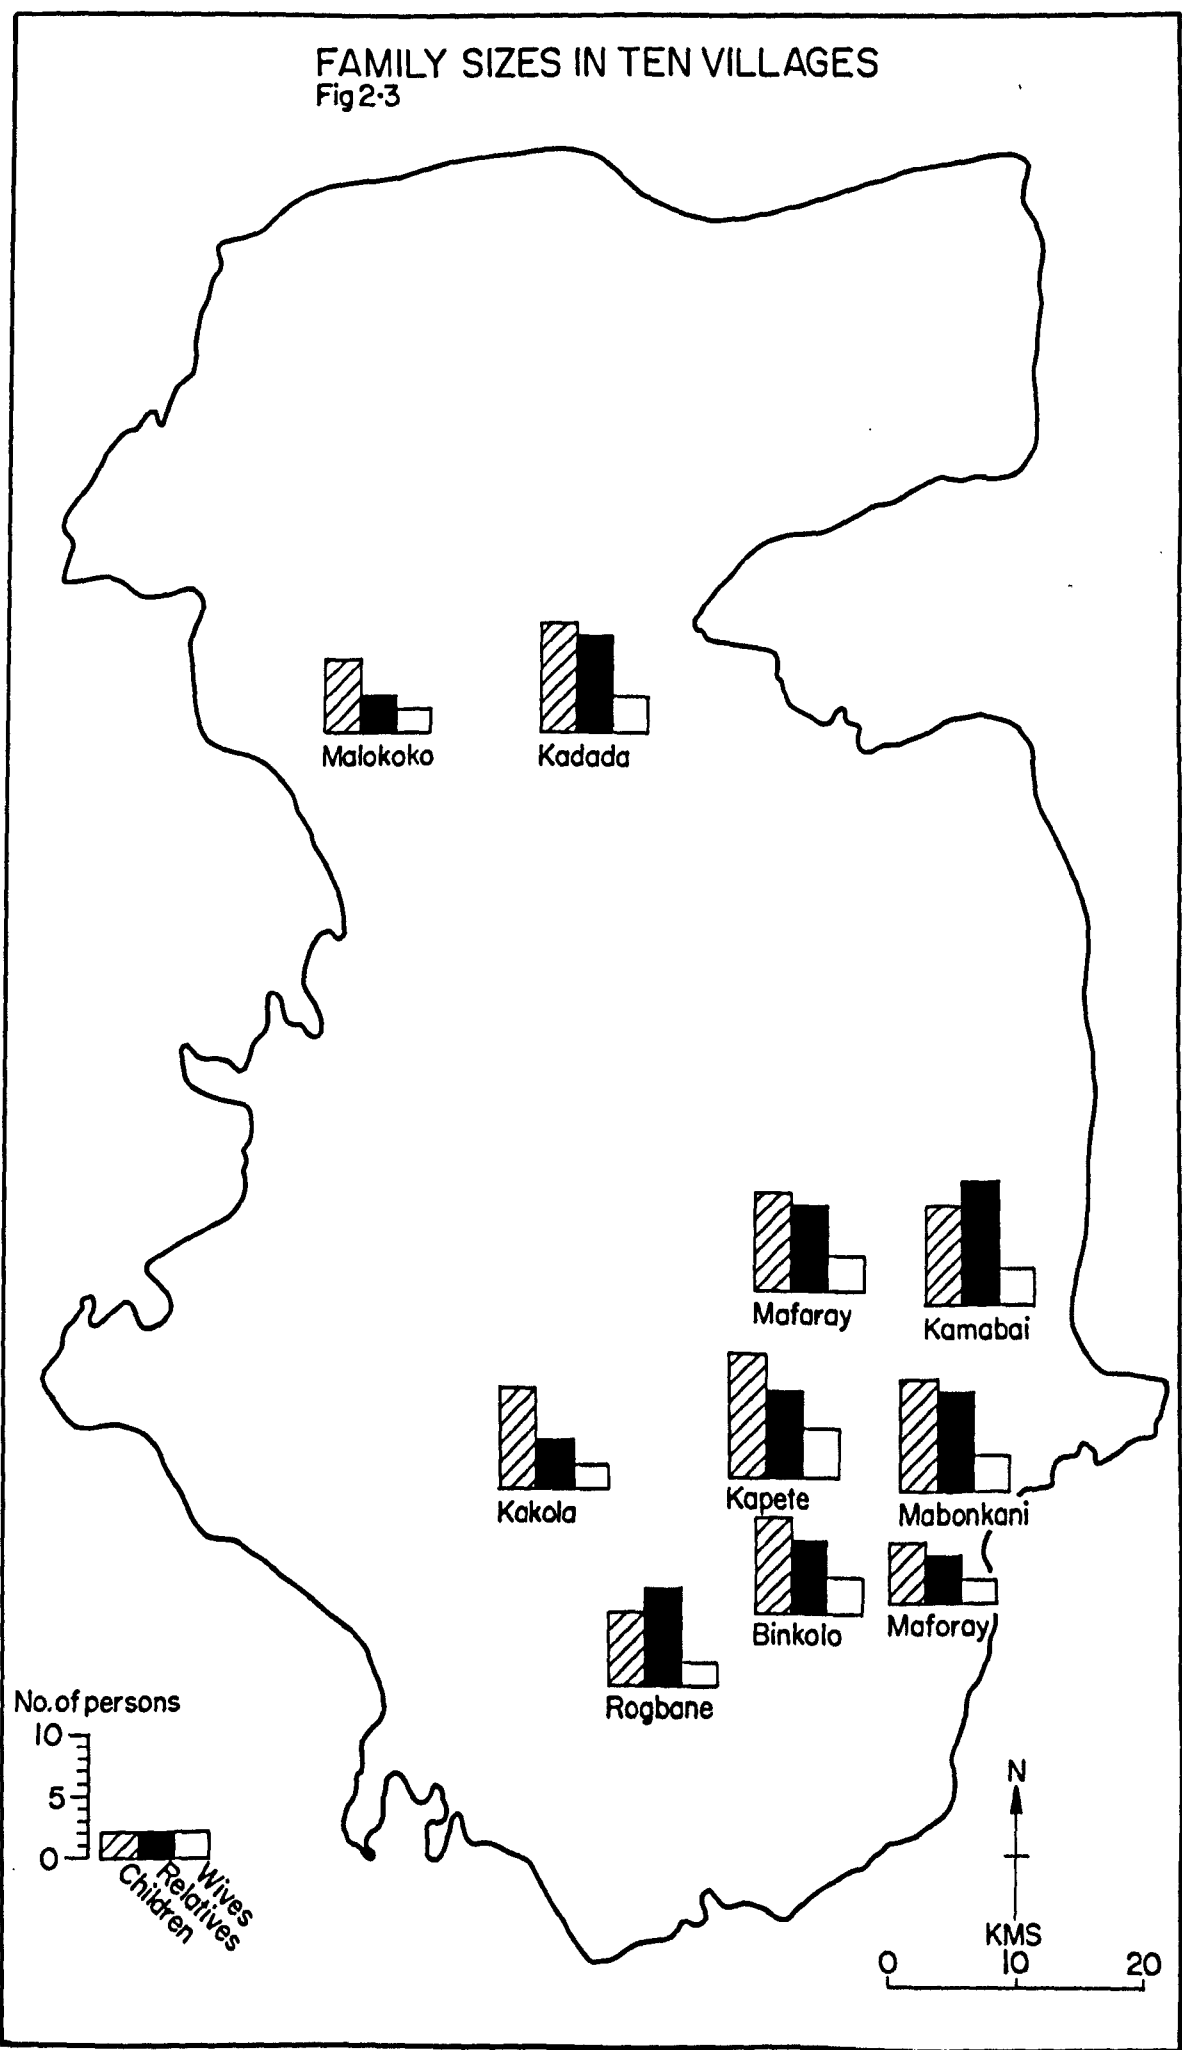 FAMILY SIZES IN TEN VILLAGES
Fig 2·3
Malokoko
Kadada
Mafaray
Kamabai
Kakola
Kapete
Mabonkani
Binkolo
Maforay
Rogbane
No. of persons
10
5
0
Children
Relatives
Wives
N
KMS
0 10 20